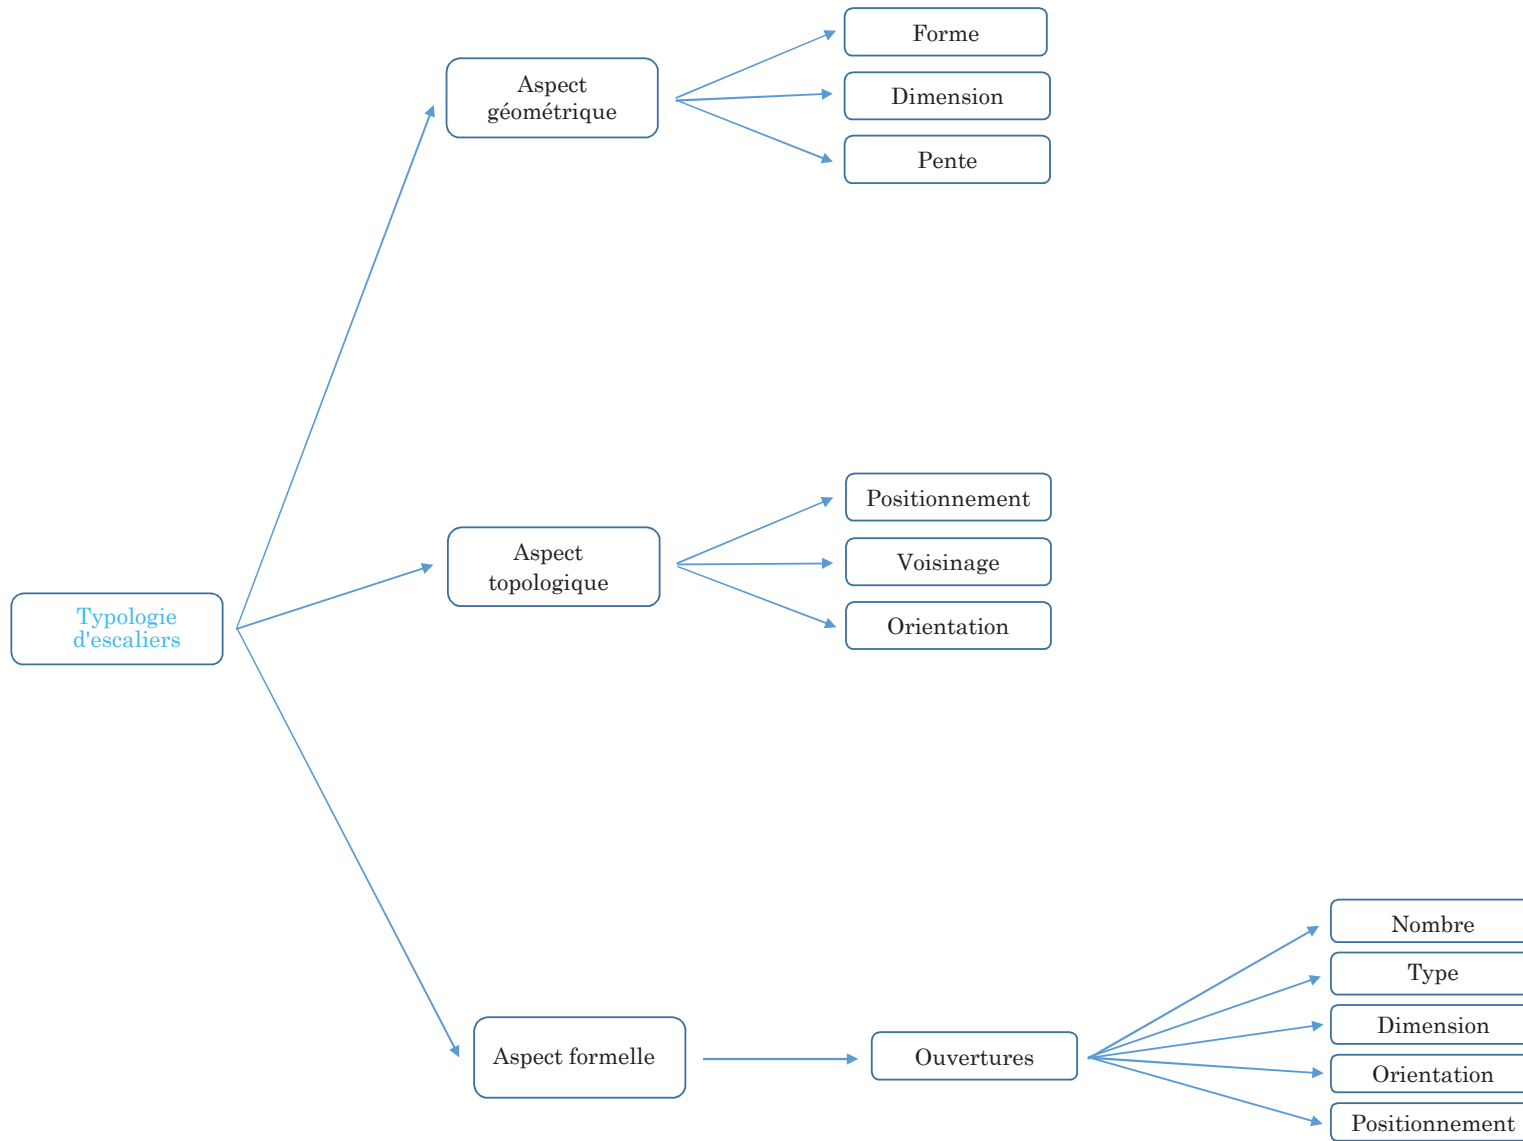 Forme
Aspect
géométrique
Dimension
Pente
Positionnement
Aspect
topologique
Voisinage
Orientation
Typologie
d'escaliers
Nombre
Type
Dimension
Aspect formelle
Ouvertures
Orientation
Positionnement